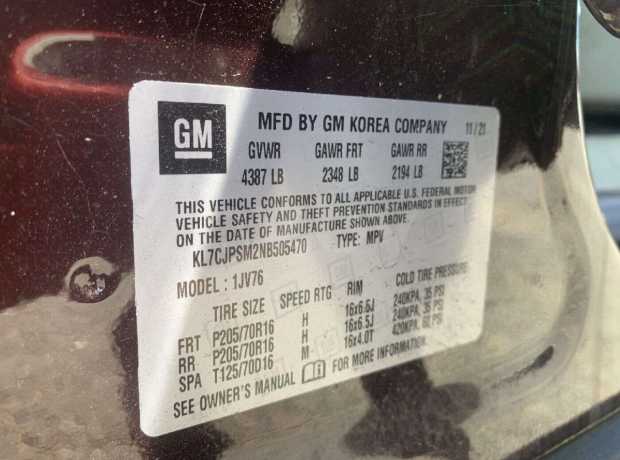 GM
MFD BY GM KOREA COMPANY 11/21
GVWR GAWR FRT GAWR RR
4387 LB 2348 LB 2194 LB
THIS VEHICLE CONFORMS TO ALL APPLICABLE U.S. FEDERAL MOTOR
VEHICLE SAFETY AND THEFT PREVENTION STANDARDS IN EFFECT
ON THE DATE OF MANUFACTURE SHOWN ABOVE.
KL7CJPSM2NB505470 TYPE: MPV
MODEL: 1JV76
TIRE SIZE SPEED RTG RIM COLD TIRE PRESSURE
FRT P205/70R16 H 16x6.5J 240KPA, 35 PSI
RR P205/70R16 H 16x6.5J 240KPA, 35 PSI
SPA T125/70D16 M 16x4.0T 420KPA, 60 PSI
SEE OWNER'S MANUAL FOR MORE INFORMATION.